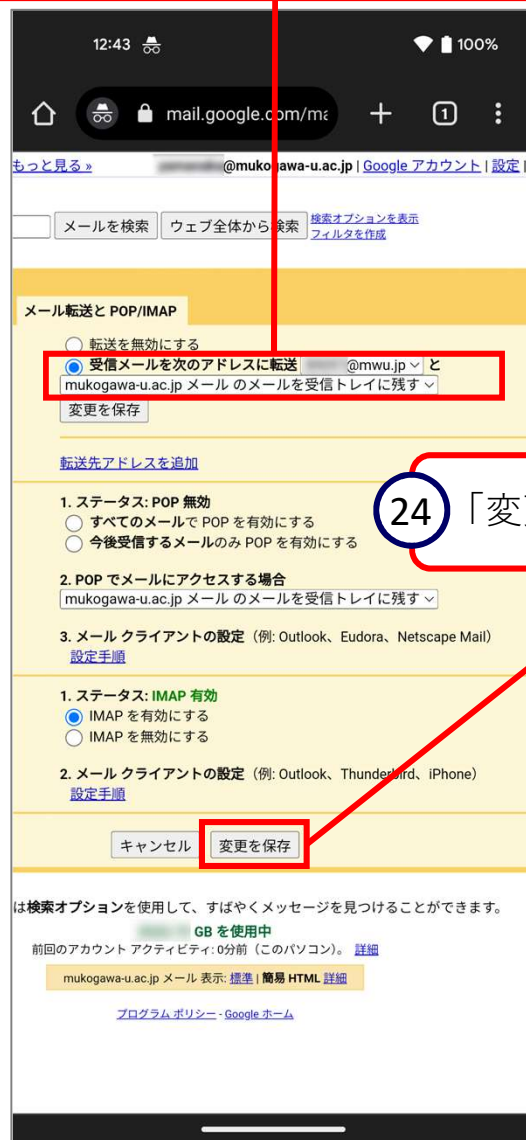 12:43
100%
mail.google.com/ma
1
もっと見る »
@mukogawa-u.ac.jp | Google アカウント | 設定 |
メールを検索 ウェブ全体から検索 検索オプションを表示
フィルタを作成
メール転送と POP/IMAP
転送を無効にする
受信メールを次のアドレスに転送 @mwu.jp と
mukogawa-u.ac.jp メール のメールを受信トレイに残す
変更を保存
転送先アドレスを追加
1. ステータス: POP 無効
すべてのメールで POP を有効にする
今後受信するメールのみ POP を有効にする
24 「変
2. POP でメールにアクセスする場合
mukogawa-u.ac.jp メール のメールを受信トレイに残す
3. メール クライアントの設定（例: Outlook、Eudora、Netscape Mail）
設定手順
1. ステータス: IMAP 有効
IMAP を有効にする
IMAP を無効にする
2. メール クライアントの設定（例: Outlook、Thunderbird、iPhone）
設定手順
キャンセル 変更を保存
は検索オプションを使用して、すばやくメッセージを見つけることができます。
GB を使用中
前回のアカウント アクティビティ: 0分前（このパソコン）。 詳細
mukogawa-u.ac.jp メール 表示: 標準 | 簡易 HTML 詳細
プログラム ポリシー - Google ホーム